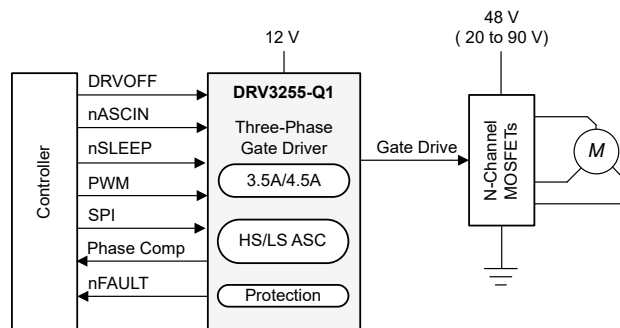 48 V
( 20 to 90 V)
12 V
DRVOFF
nASCIN
nSLEEP
PWM
SPI
Phase Comp
nFAULT
Controller
DRV3255-Q1
Three-Phase
Gate Driver
3.5A/4.5A
HS/LS ASC
Protection
Gate Drive
N-Channel
MOSFETs
M